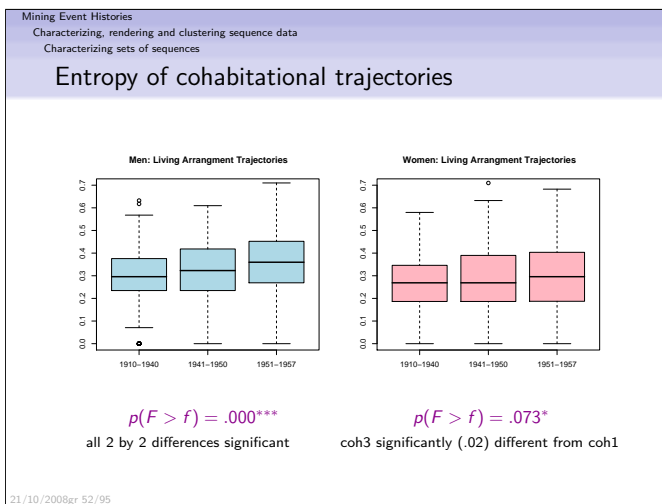 Mining Event Histories
Characterizing, rendering and clustering sequence data
Characterizing sets of sequences
Entropy of cohabitational trajectories
Men: Living Arrangment Trajectories
0.7
0.6
0.5
0.4
0.3
0.2
0.1
0.0
1910–1940 1941–1950 1951–1957
Women: Living Arrangment Trajectories
0.7
0.6
0.5
0.4
0.3
0.2
0.1
0.0
1910–1940 1941–1950 1951–1957
p(F > f) = .000***
all 2 by 2 differences significant
p(F > f) = .073*
coh3 significantly (.02) different from coh1
21/10/2008gr 52/95